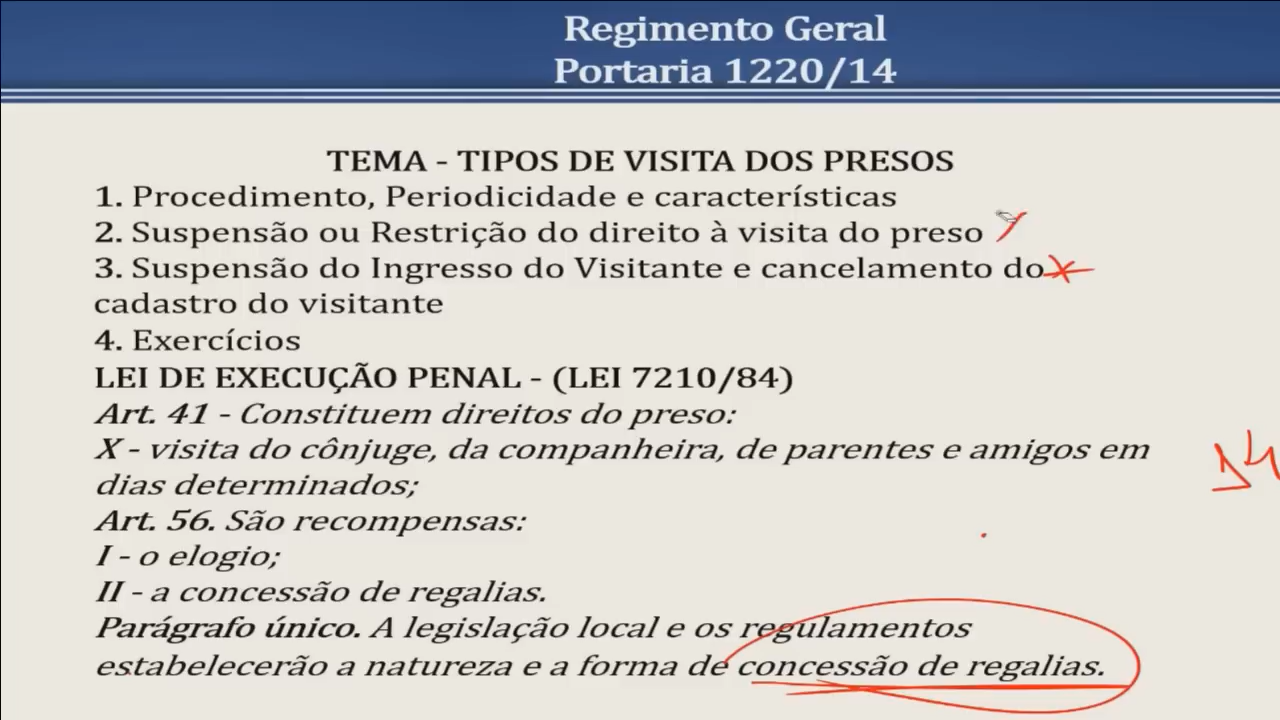 Regimento Geral
Portaria 1220/14
TEMA - TIPOS DE VISITA DOS PRESOS
1. Procedimento, Periodicidade e características
2. Suspensão ou Restrição do direito à visita do preso
3. Suspensão do Ingresso do Visitante e cancelamento do
cadastro do visitante
4. Exercícios
LEI DE EXECUÇÃO PENAL - (LEI 7210/84)
Art. 41 - Constituem direitos do preso:
X - visita do cônjuge, da companheira, de parentes e amigos em
dias determinados;
Art. 56. São recompensas:
I - o elogio;
II - a concessão de regalias.
Parágrafo único. A legislação local e os regulamentos
estabelecerão a natureza e a forma de concessão de regalias.